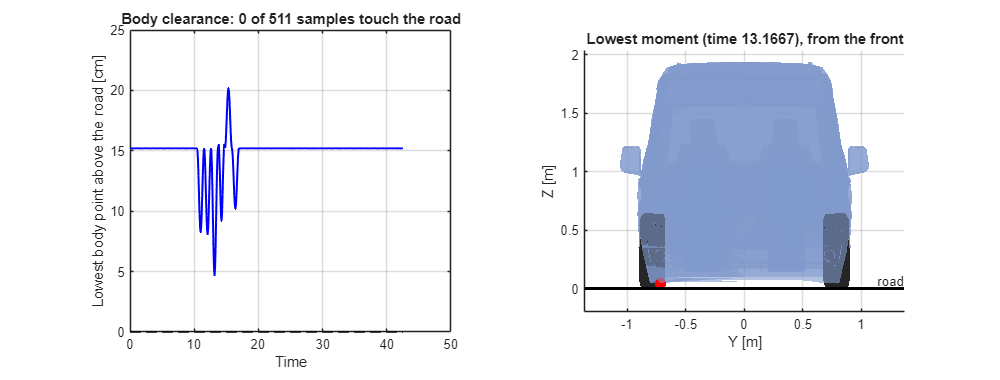 Body clearance: 0 of 511 samples touch the road
25
20
15
10
5
0
Lowest body point above the road [cm]
0 10 20 30 40 50
Time
Lowest moment (time 13.1667), from the front
2
1.5
1
0.5
0
Z [m]
road
-1 -0.5 0 0.5 1
Y [m]